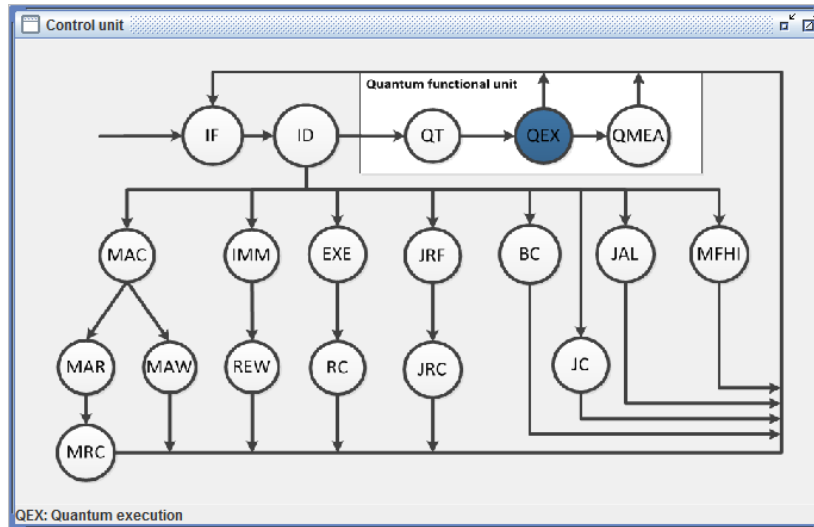 Control unit
Quantum functional unit
IF
ID
QT
QEX
QMEA
MAC
IMM
EXE
JRF
BC
JAL
MFHI
MAR
MAW
REW
RC
JRC
JC
MRC
QEX: Quantum execution